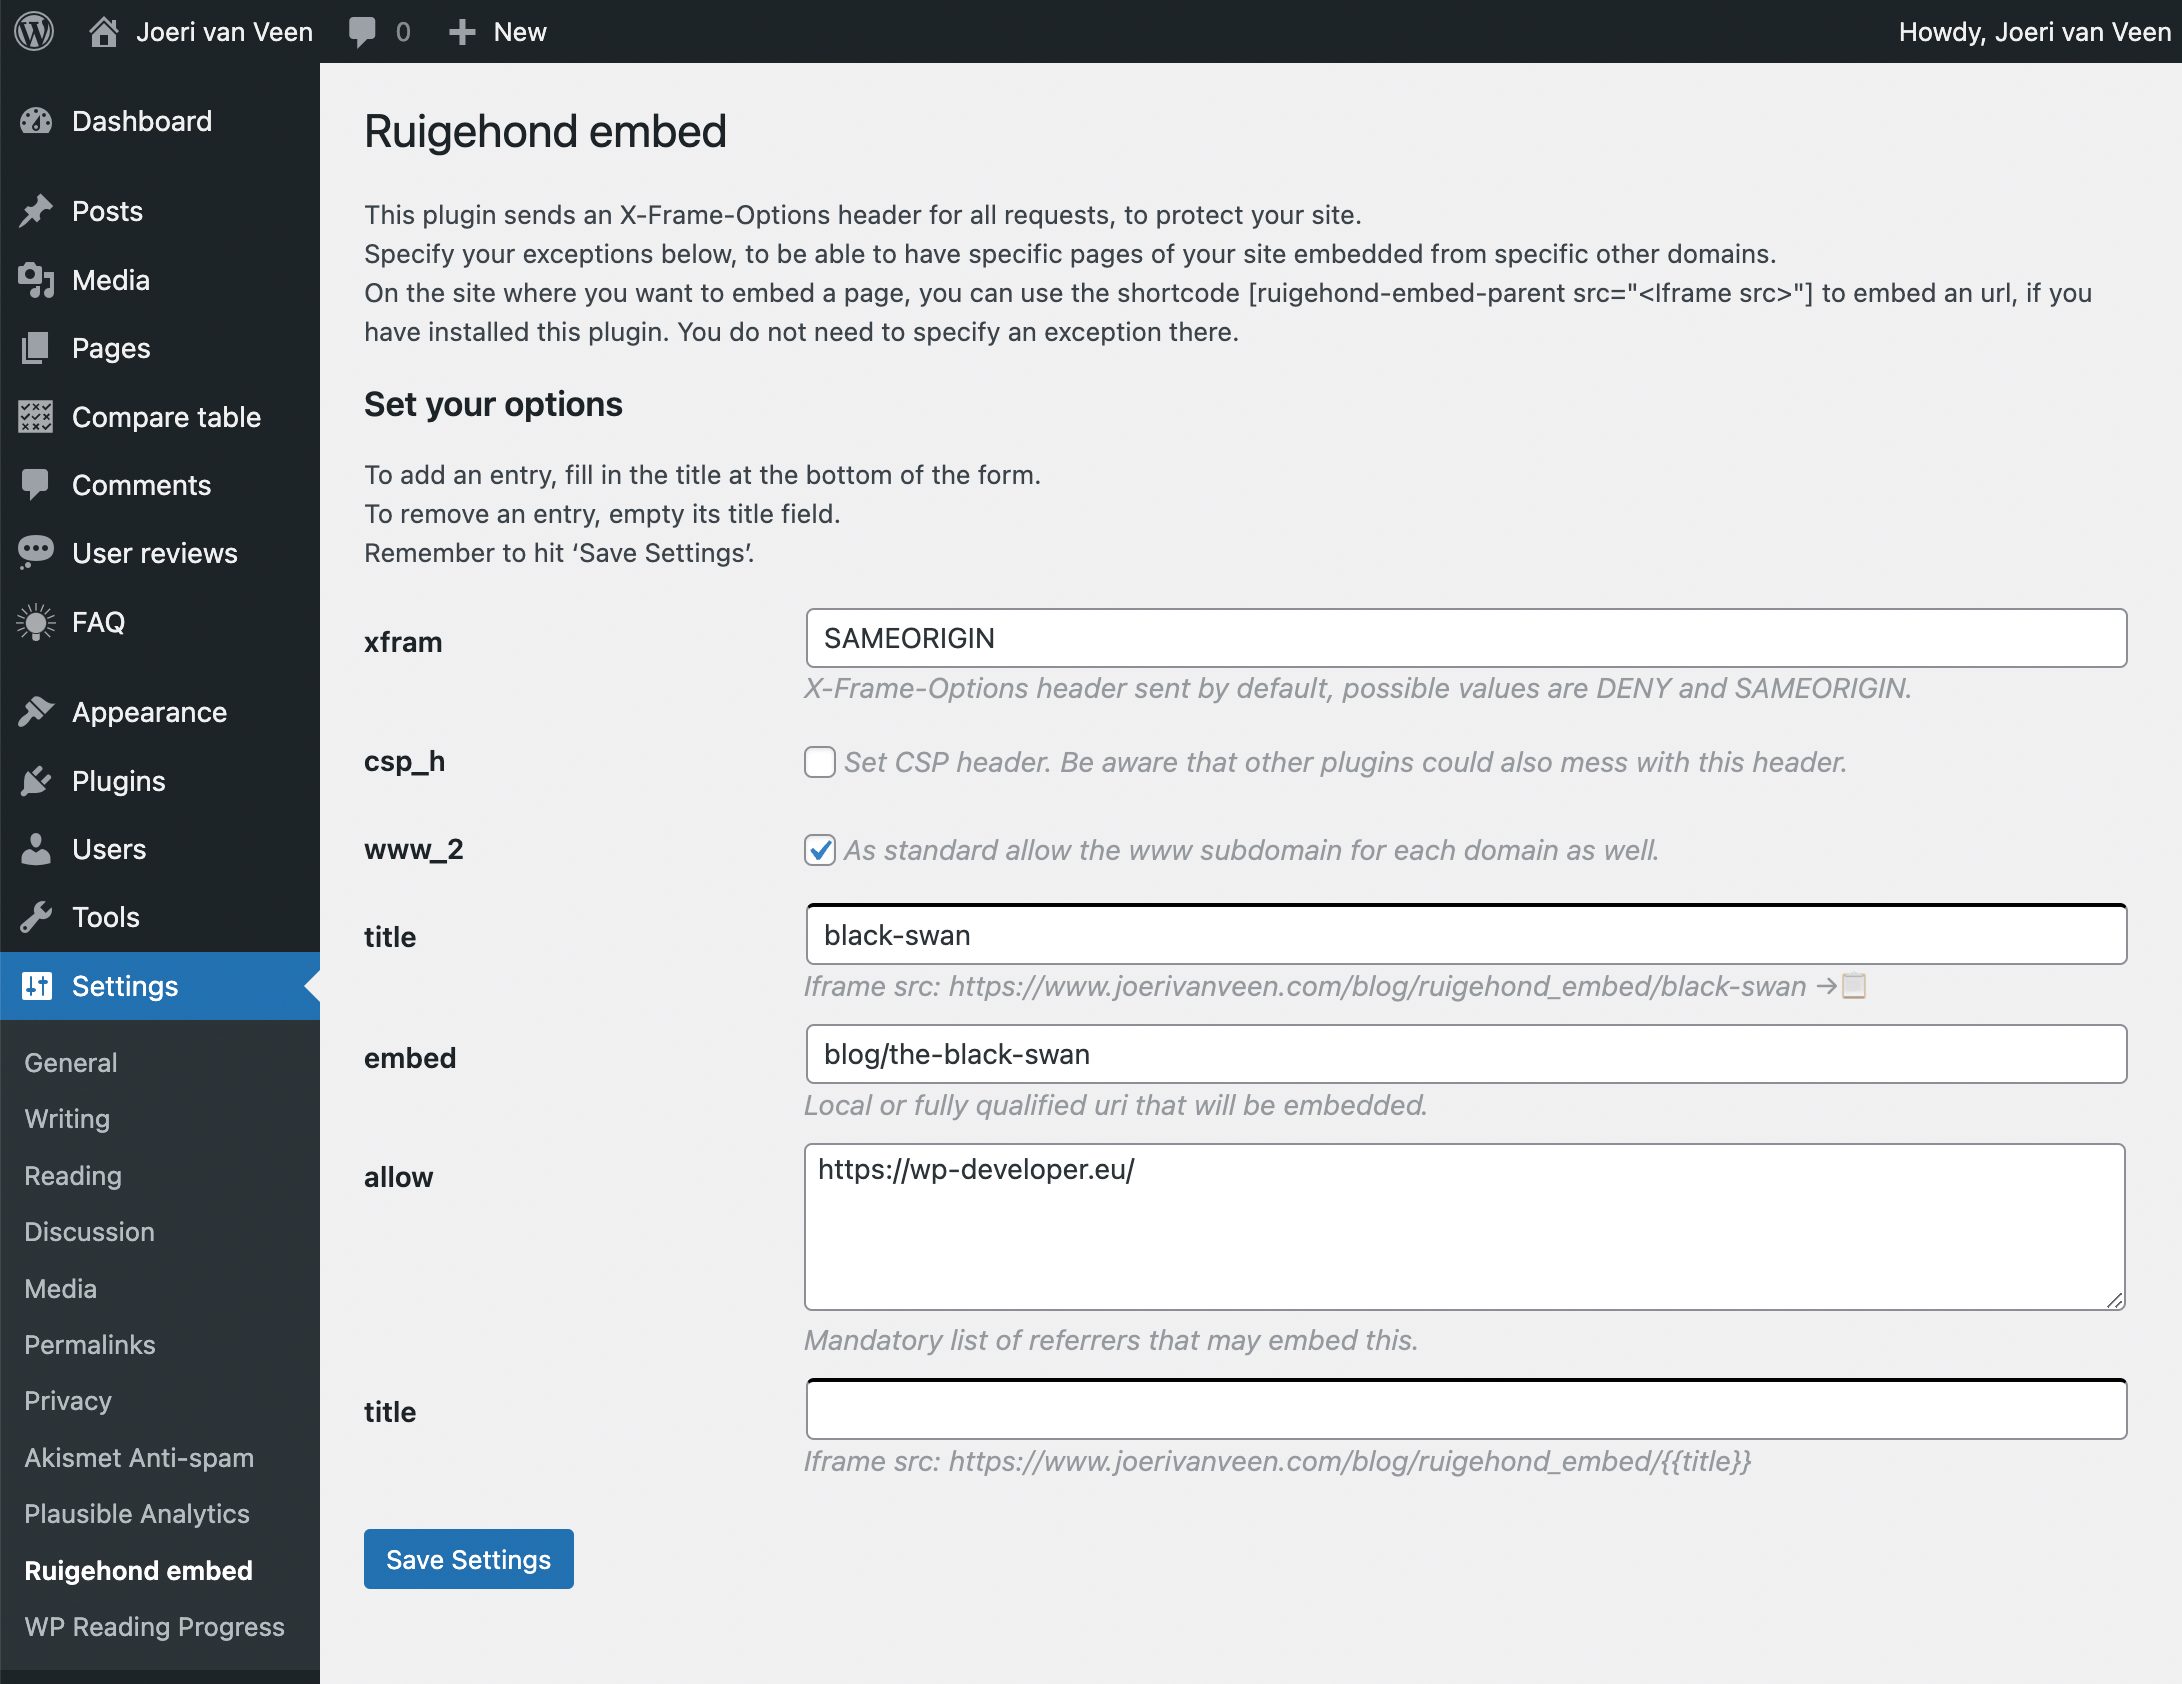 Joeri van Veen
0
New
Howdy, Joeri van Veen
Dashboard
Posts
Media
Pages
Compare table
Comments
User reviews
FAQ
Appearance
Plugins
Users
Tools
Settings
General
Writing
Reading
Discussion
Media
Permalinks
Privacy
Akismet Anti-spam
Plausible Analytics
Ruigehond embed
WP Reading Progress
Ruigehond embed
This plugin sends an X-Frame-Options header for all requests, to protect your site.
Specify your exceptions below, to be able to have specific pages of your site embedded from specific other domains.
On the site where you want to embed a page, you can use the shortcode [ruigehond-embed-parent src="<Iframe src>"] to embed an url, if you
have installed this plugin. You do not need to specify an exception there.
Set your options
To add an entry, fill in the title at the bottom of the form.
To remove an entry, empty its title field.
Remember to hit ‘Save Settings’.
xfram
SAMEORIGIN
X-Frame-Options header sent by default, possible values are DENY and SAMEORIGIN.
csp_h
Set CSP header. Be aware that other plugins could also mess with this header.
www_2
As standard allow the www subdomain for each domain as well.
title
black-swan
Iframe src: https://www.joerivanveen.com/blog/ruigehond_embed/black-swan →📋
embed
blog/the-black-swan
Local or fully qualified uri that will be embedded.
allow
https://wp-developer.eu/
Mandatory list of referrers that may embed this.
title
Iframe src: https://www.joerivanveen.com/blog/ruigehond_embed/{{title}}
Save Settings